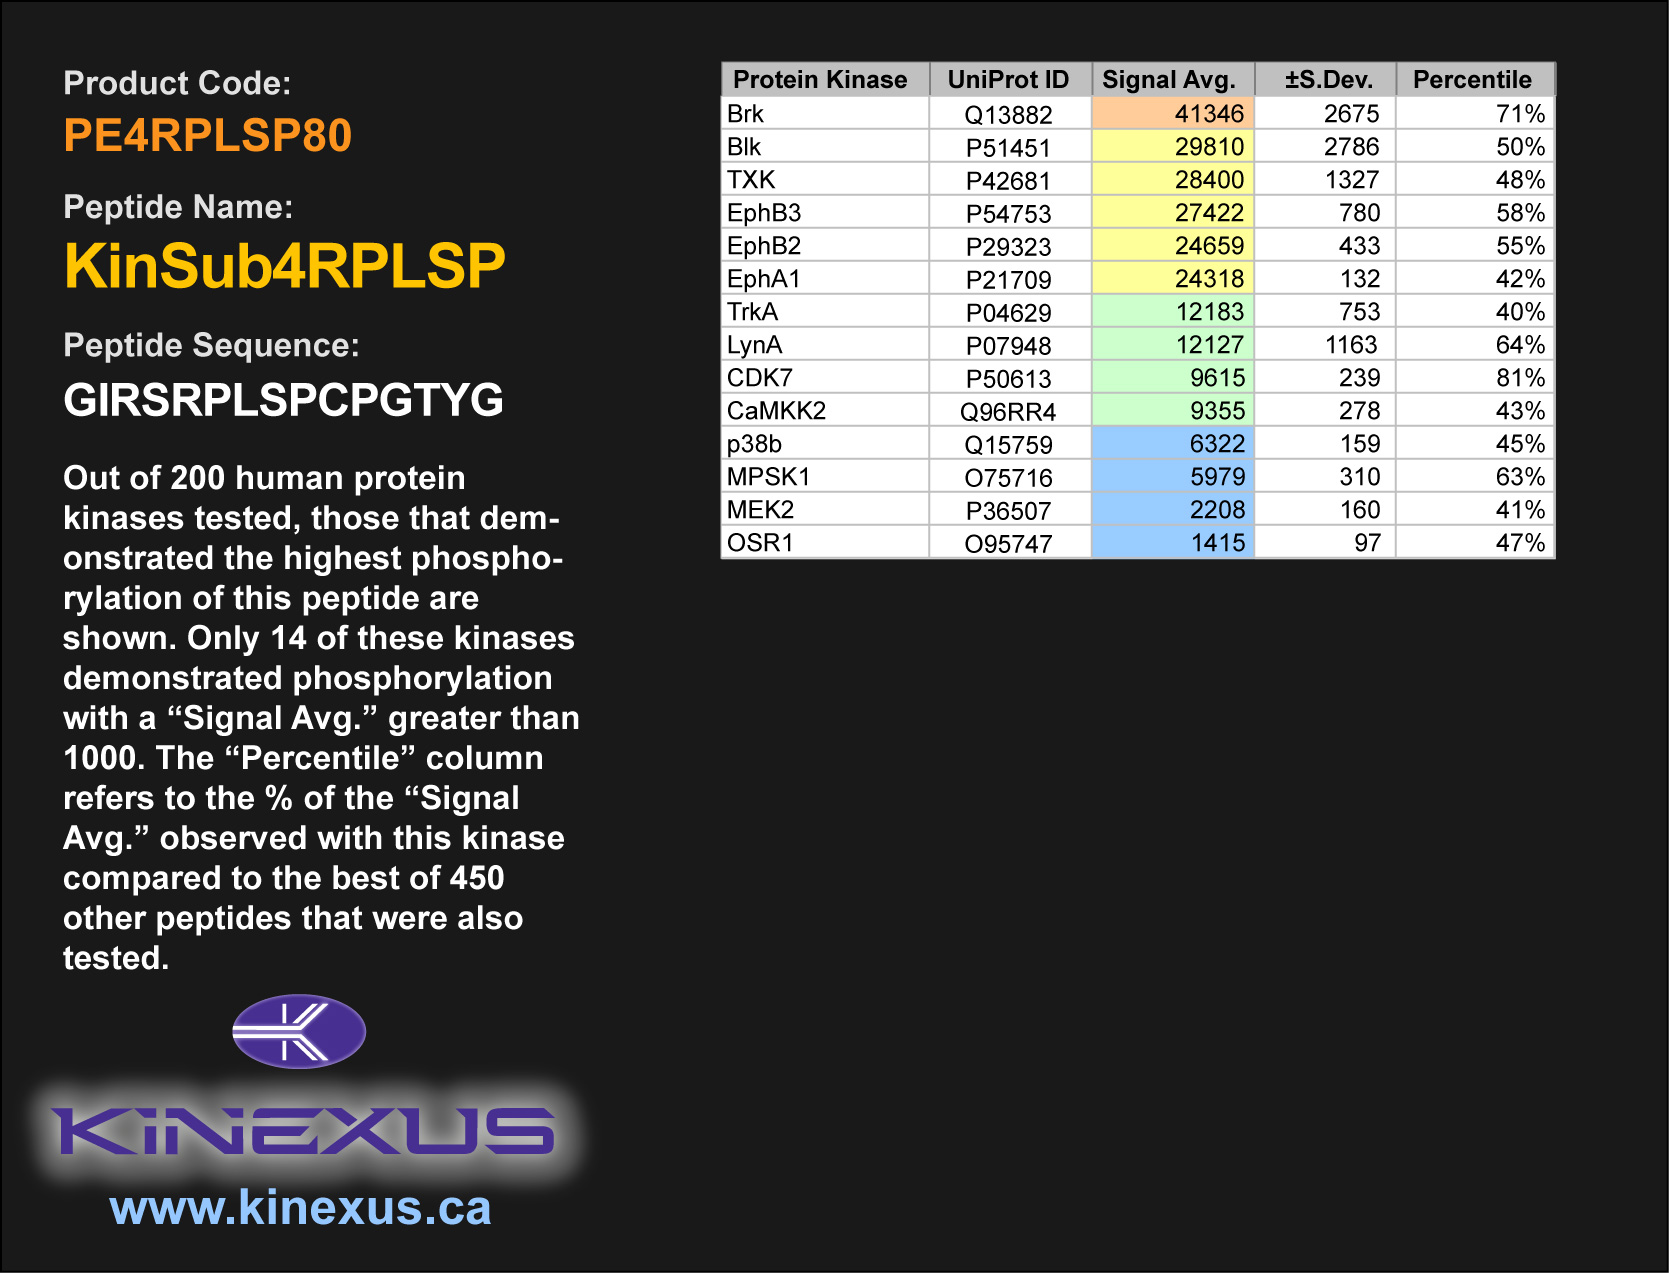 Product Code:
PE4RPLSP80
Peptide Name:
KinSub4RPLSP
Peptide Sequence:
GIRSRPLSPCPGTYG
Out of 200 human protein
kinases tested, those that dem-
onstrated the highest phospho-
rylation of this peptide are
shown. Only 14 of these kinases
demonstrated phosphorylation
with a “Signal Avg.” greater than
1000. The “Percentile” column
refers to the % of the “Signal
Avg.” observed with this kinase
compared to the best of 450
other peptides that were also
tested.
KINEXUS
www.kinexus.ca
Protein Kinase UniProt ID Signal Avg. ±S.Dev. Percentile
Brk Q13882 41346 2675 71%
Blk P51451 29810 2786 50%
TXK P42681 28400 1327 48%
EphB3 P54753 27422 780 58%
EphB2 P29323 24659 433 55%
EphA1 P21709 24318 132 42%
TrkA P04629 12183 753 40%
LynA P07948 12127 1163 64%
CDK7 P50613 9615 239 81%
CaMKK2 Q96RR4 9355 278 43%
p38b Q15759 6322 159 45%
MPSK1 O75716 5979 310 63%
MEK2 P36507 2208 160 41%
OSR1 O95747 1415 97 47%